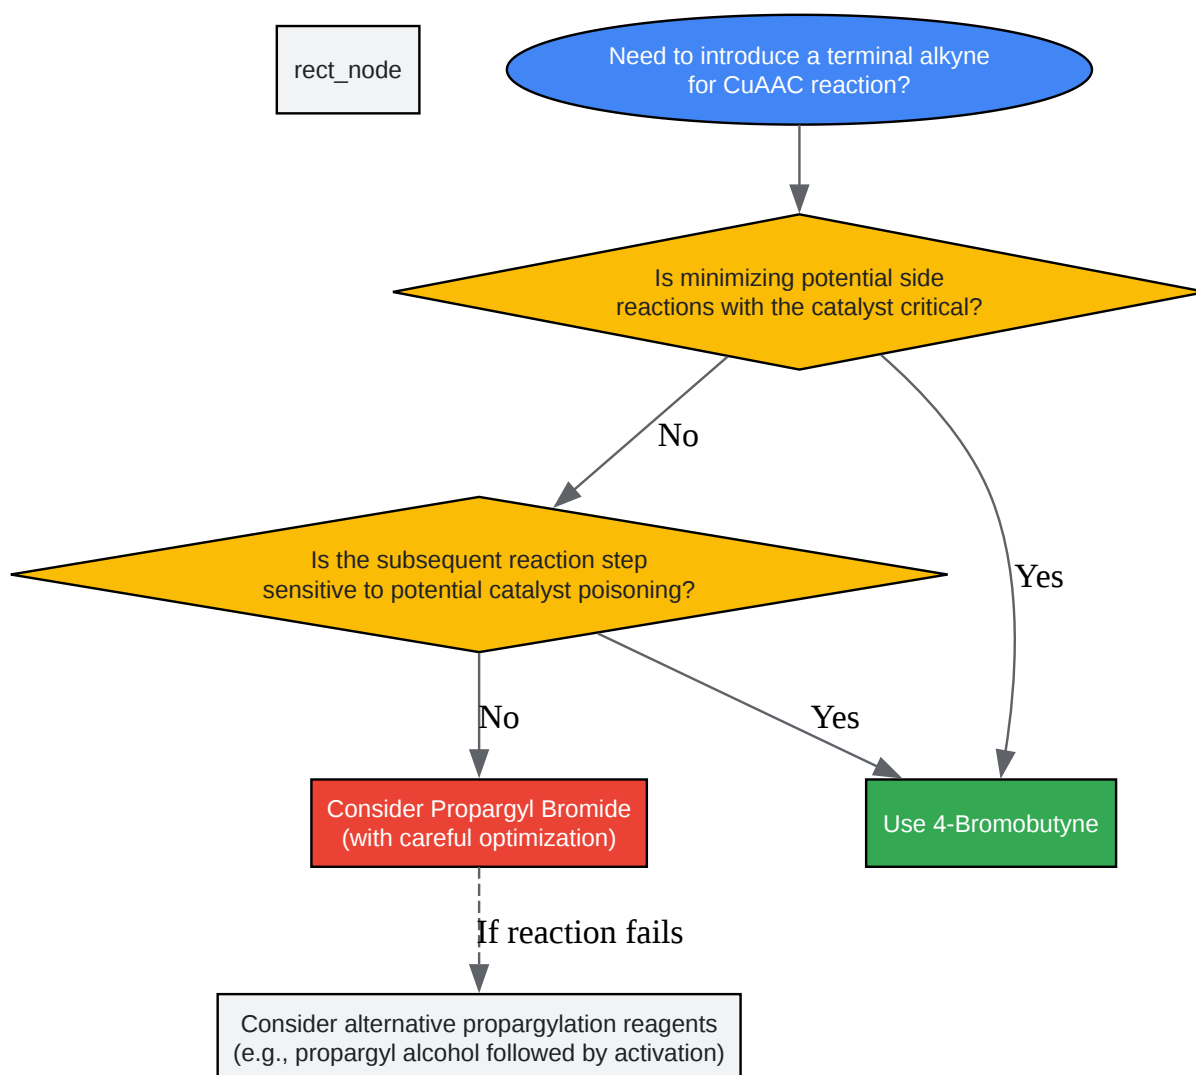 rect_node
Need to introduce a terminal alkyne
for CuAAC reaction?
Is minimizing potential side
reactions with the catalyst critical?
No
Is the subsequent reaction step
sensitive to potential catalyst poisoning?
Yes
No
Yes
Consider Propargyl Bromide
(with careful optimization)
Use 4-Bromobutyne
If reaction fails
Consider alternative propargylation reagents
(e.g., propargyl alcohol followed by activation)